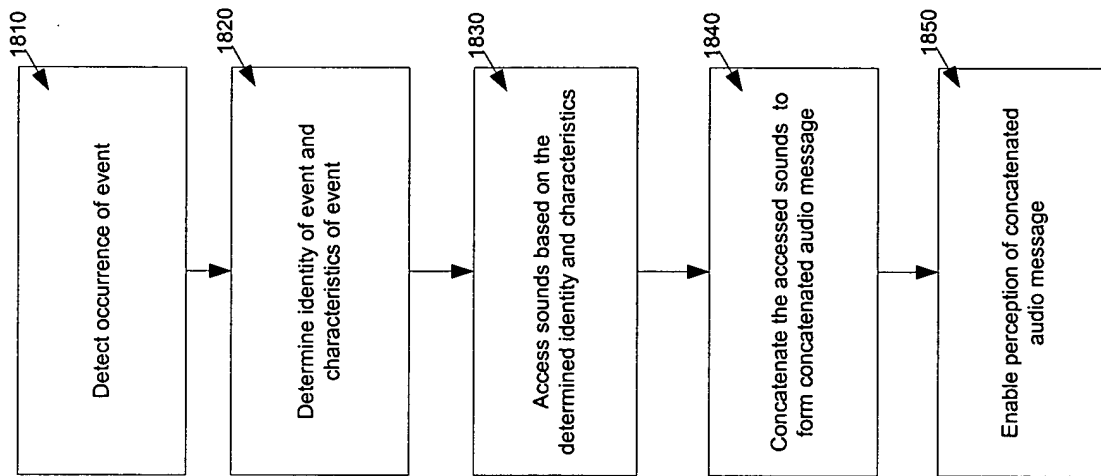 1810
Detect occurrence of event
1820
Determine identity of event and
characteristics of event
1830
Access sounds based on the
determined identity and characteristics
1840
Concatenate the accessed sounds to
form concatenated audio message
1850
Enable perception of concatenated
audio message